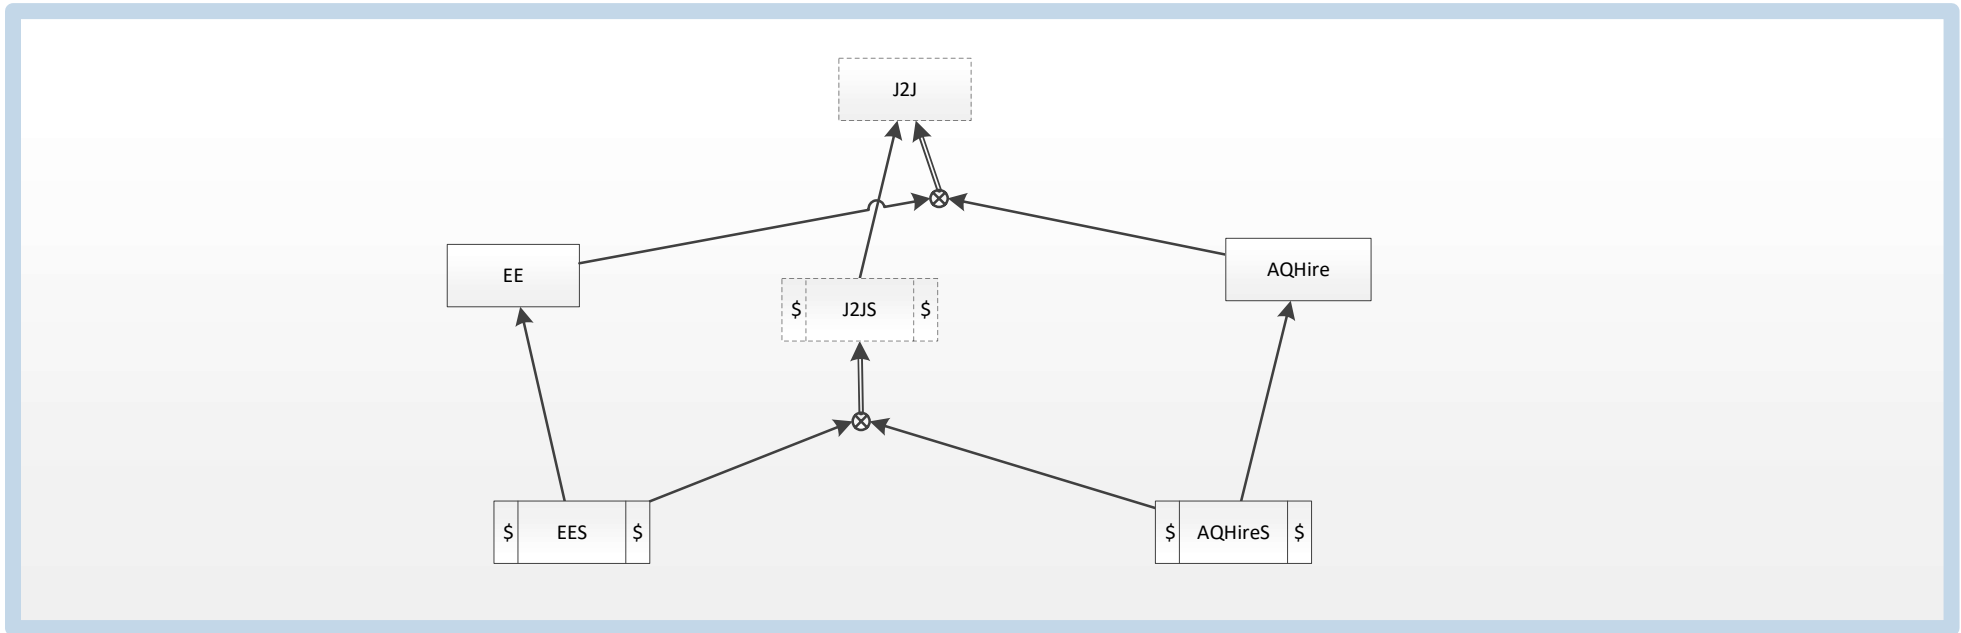 J2J
EE
AQHire
$ J2JS $
$ EES $
$ AQHireS $